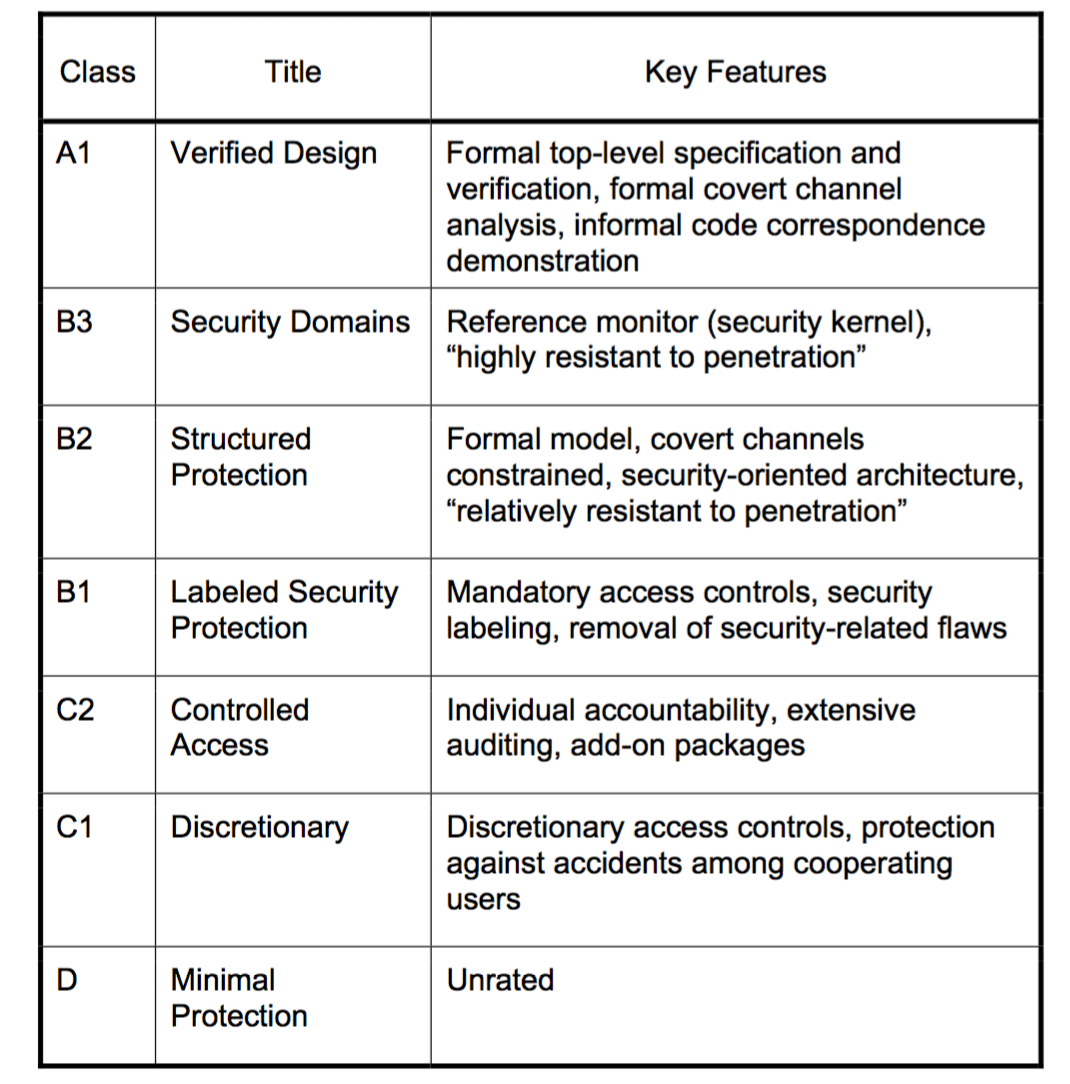 Class Title Key Features
A1 Verified Design Formal top-level specification and
verification, formal covert channel
analysis, informal code correspondence
demonstration
B3 Security Domains Reference monitor (security kernel),
“highly resistant to penetration”
B2 Structured Formal model, covert channels
Protection constrained, security-oriented architecture,
“relatively resistant to penetration”
B1 Labeled Security Mandatory access controls, security
Protection labeling, removal of security-related flaws
C2 Controlled Individual accountability, extensive
Access auditing, add-on packages
C1 Discretionary Discretionary access controls, protection
against accidents among cooperating
users
D Minimal Unrated
Protection